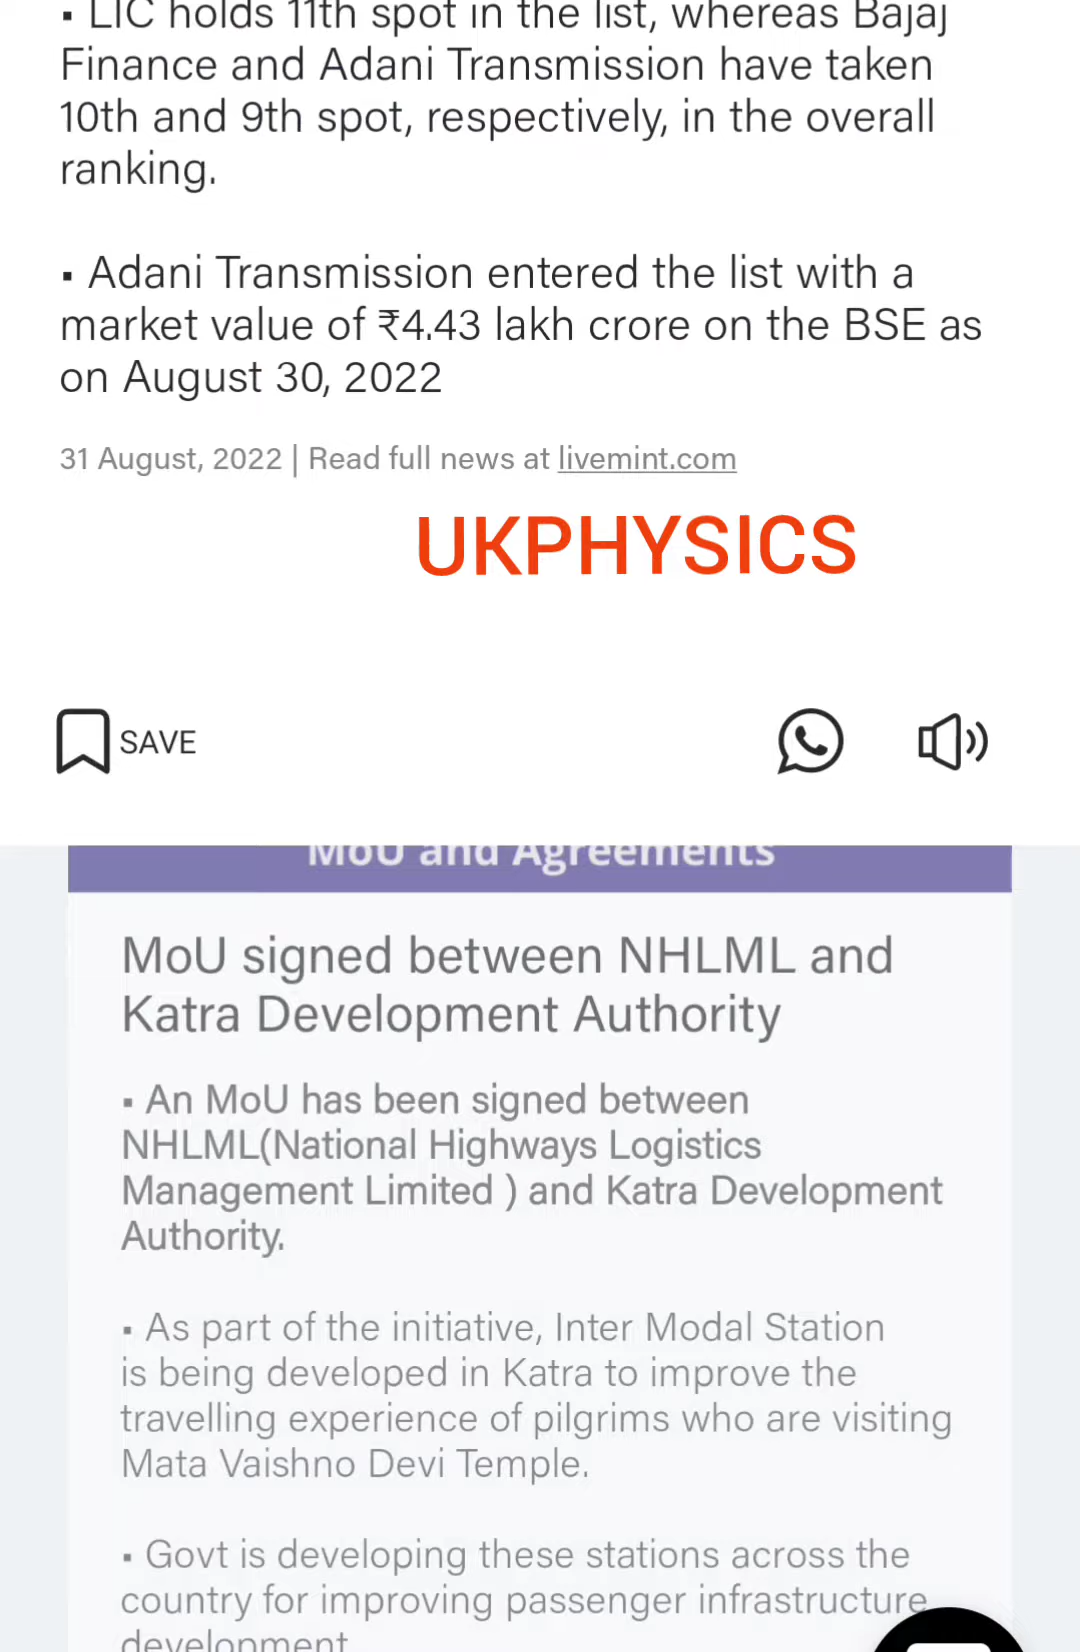 ▪ LIC holds 11th spot in the list, whereas Bajaj
Finance and Adani Transmission have taken
10th and 9th spot, respectively, in the overall
ranking.
▪ Adani Transmission entered the list with a
market value of ₹4.43 lakh crore on the BSE as
on August 30, 2022
31 August, 2022 | Read full news at livemint.com
UKPHYSICS
SAVE
MoU and Agreements
MoU signed between NHLML and
Katra Development Authority
▪ An MoU has been signed between
NHLML(National Highways Logistics
Management Limited ) and Katra Development
Authority.
▪ As part of the initiative, Inter Modal Station
is being developed in Katra to improve the
travelling experience of pilgrims who are visiting
Mata Vaishno Devi Temple.
▪ Govt is developing these stations across the
country for improving passenger infrastructure
development